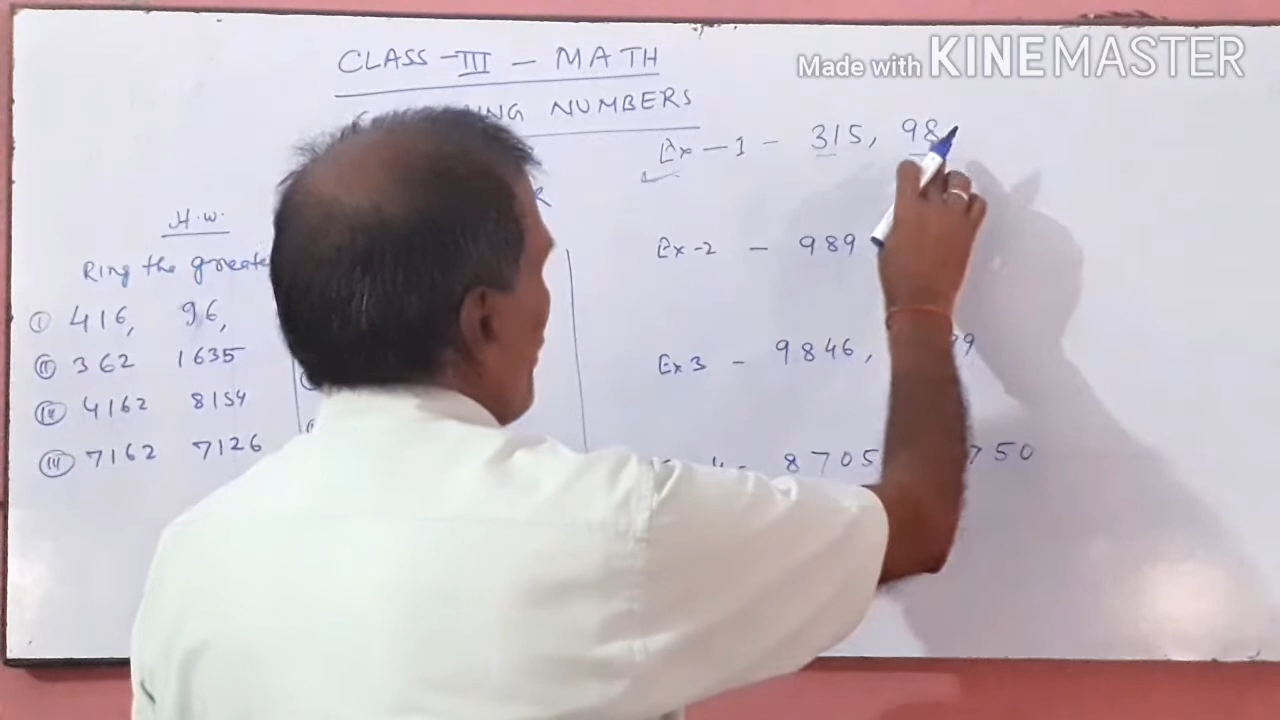 Made with KINEMASTER
CLASS-III - MATH
NUMBERS
Ex-1 - 315, 98
H.W.
Ring the
Ex-2 - 989
① 416, 96,
② 362 1635
Ex 3 - 9846,
4162 8154
7162 7126
8705 750